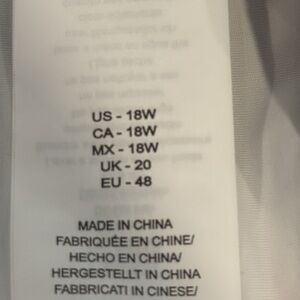 US - 18W
CA - 18W
MX - 18W
UK - 20
EU - 48
MADE IN CHINA
FABRIQUÉE EN CHINE/
HECHO EN CHINA/
HERGESTELLT IN CHINA
FABBRICATI IN CINESE/